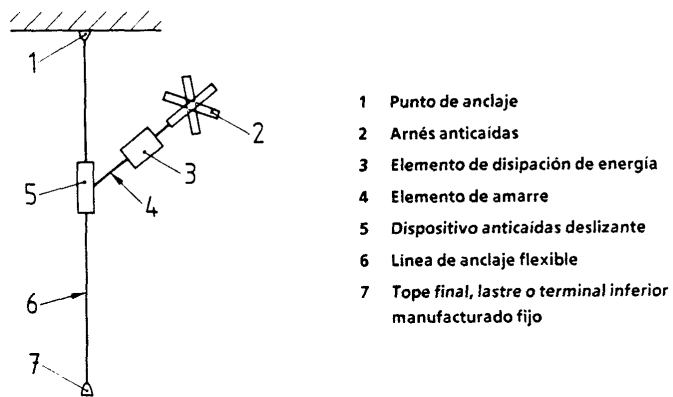 1
2
3
4
5
6
7
1 Punto de anclaje
2 Arnés anticaídas
3 Elemento de disipación de energía
4 Elemento de amarre
5 Dispositivo anticaídas deslizante
6 Linea de anclaje flexible
7 Tope final, lastre o terminal inferior
manufacturado fijo